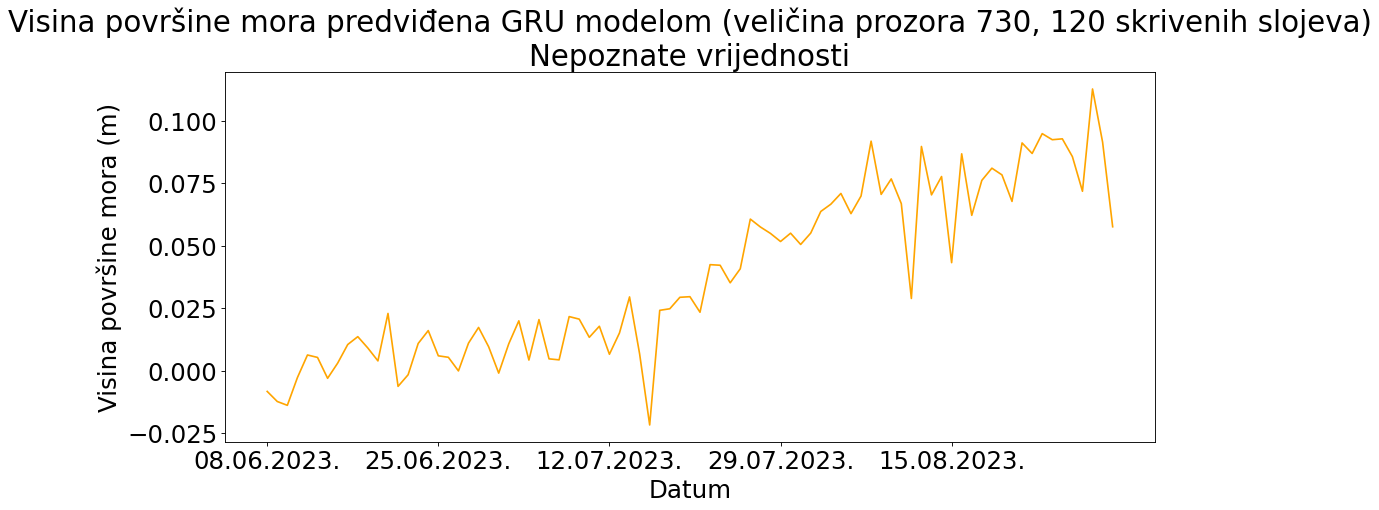 Visina površine mora predviđena GRU modelom (veličina prozora 730, 120 skrivenih slojeva)
Nepoznate vrijednosti
Visina površine mora (m)
0.100
0.075
0.050
0.025
0.000
−0.025
08.06.2023. 25.06.2023. 12.07.2023. 29.07.2023. 15.08.2023.
Datum